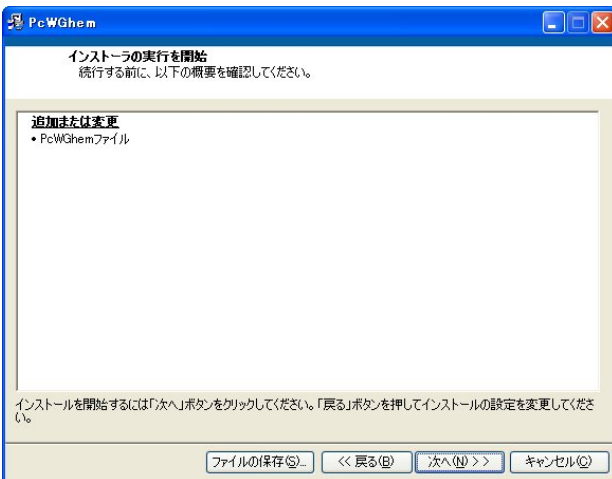 PcWGhem
インストーラの実行を開始
続行する前に、以下の概要を確認してください。
追加または変更
• PcWGhemファイル
インストールを開始するには「次へ」ボタンをクリックしてください。「戻る」ボタンを押してインストールの設定を変更してくださ
い。
ファイルの保存(S)... << 戻る(B) 次へ(N) >> キャンセル(C)